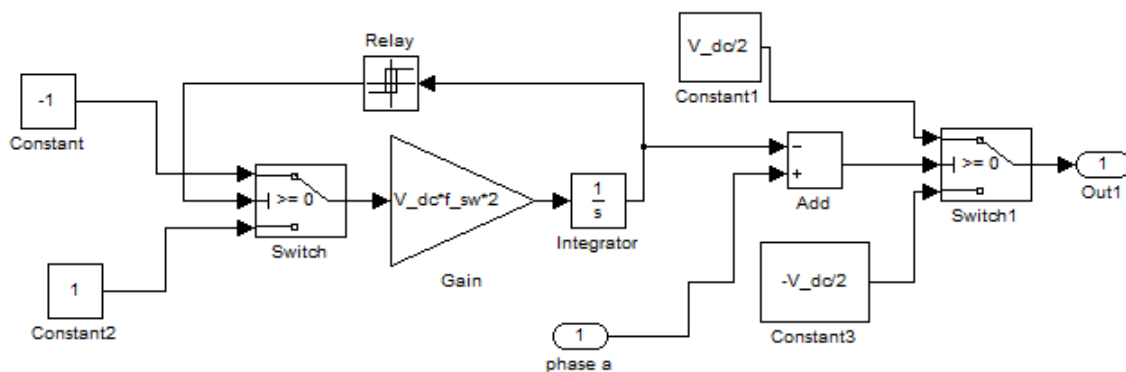 Relay
V_dc/2
Constant1
-1
Constant
>= 0
Switch
V_dc*f_sw*2
Gain
1
s
Integrator
−
+
Add
>= 0
Switch1
1
Out1
1
Constant2
-V_dc/2
Constant3
1
phase a